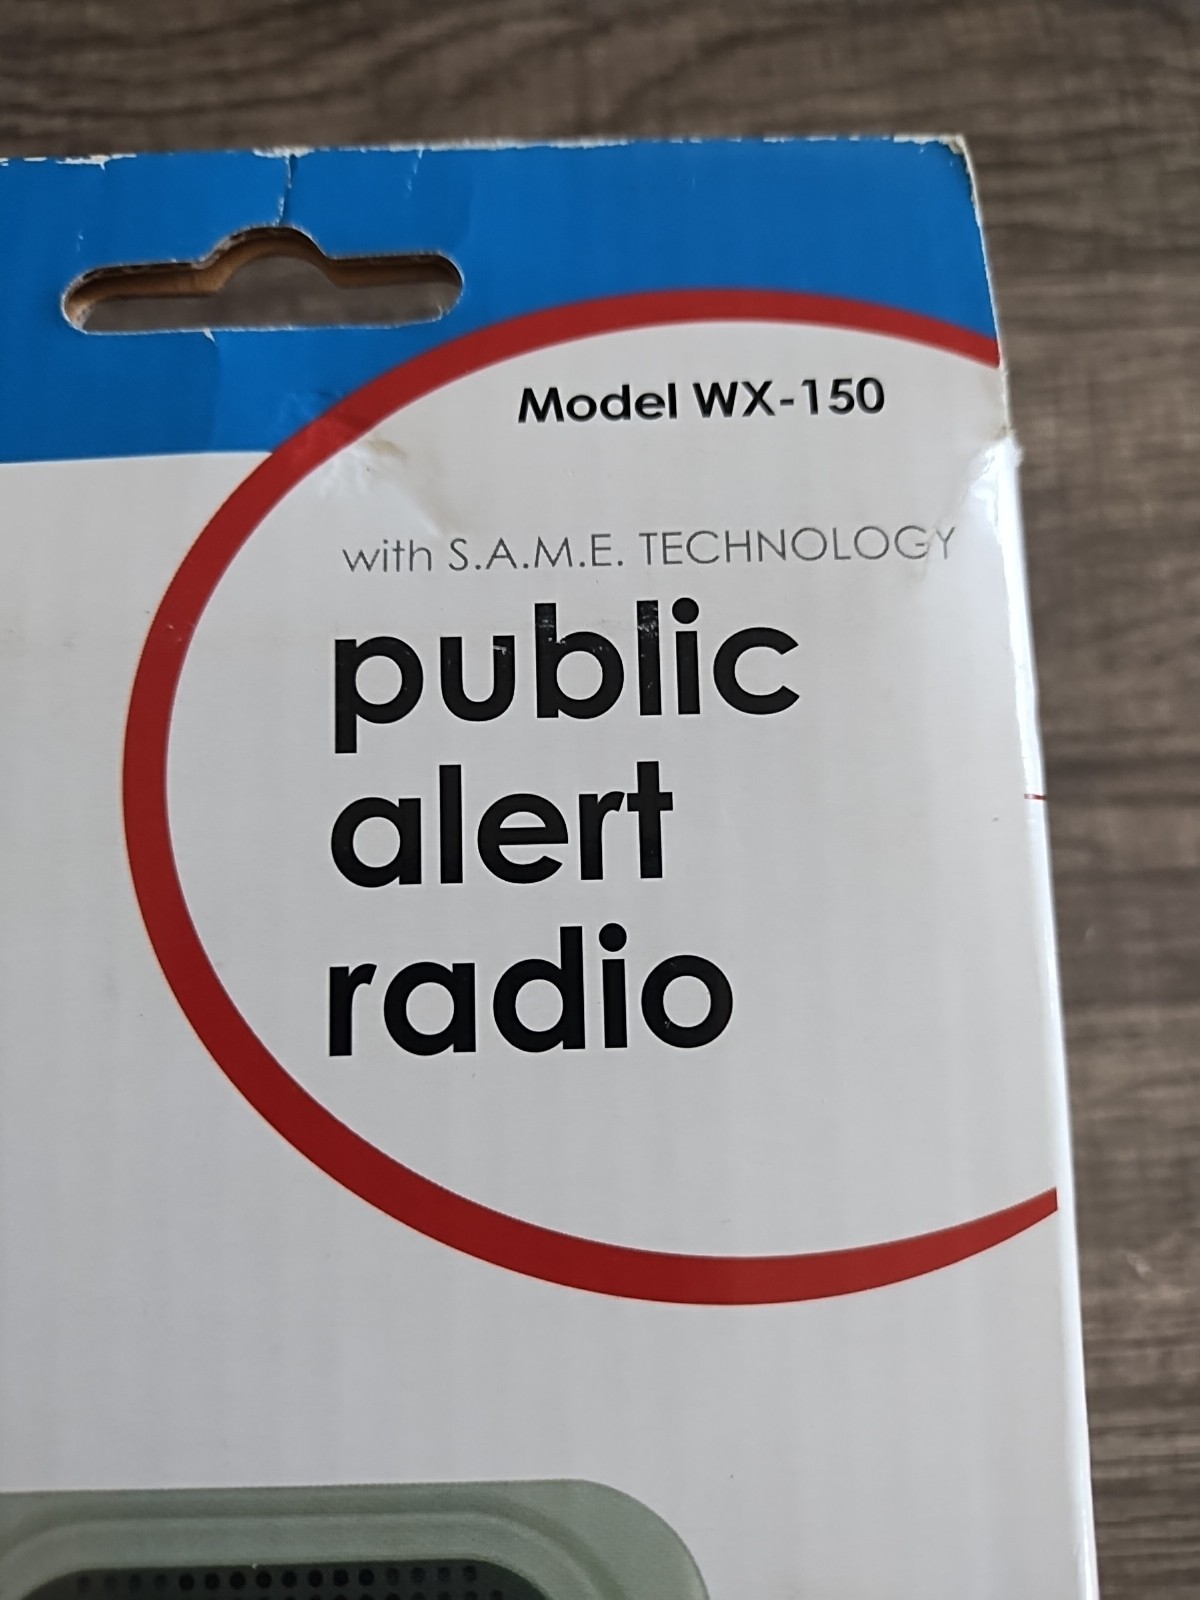 Model WX-150
with S.A.M.E. TECHNOLOGY
public
alert
radio